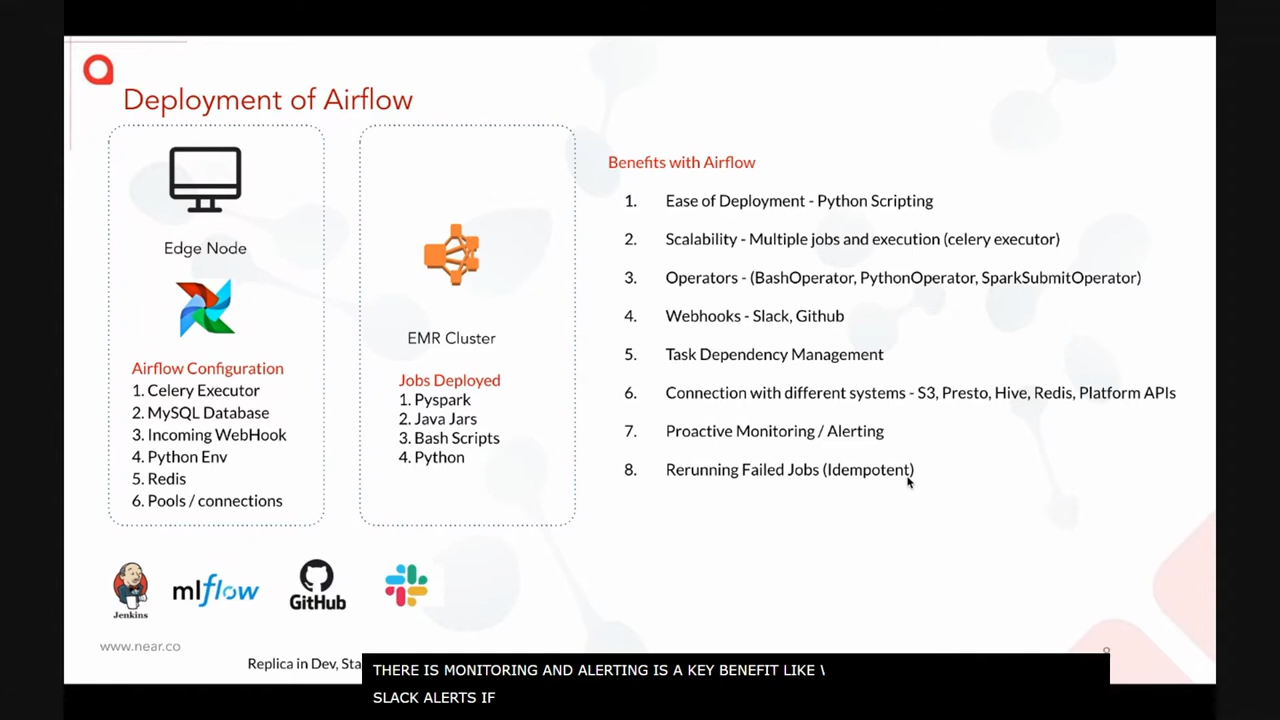 Deployment of Airflow
Edge Node
Airflow Configuration
1. Celery Executor
2. MySQL Database
3. Incoming WebHook
4. Python Env
5. Redis
6. Pools / connections
EMR Cluster
Jobs Deployed
1. Pyspark
2. Java Jars
3. Bash Scripts
4. Python
Benefits with Airflow
1. Ease of Deployment - Python Scripting
2. Scalability - Multiple jobs and execution (celery executor)
3. Operators - (BashOperator, PythonOperator, SparkSubmitOperator)
4. Webhooks - Slack, Github
5. Task Dependency Management
6. Connection with different systems - S3, Presto, Hive, Redis, Platform APIs
7. Proactive Monitoring / Alerting
8. Rerunning Failed Jobs (Idempotent)
Jenkins
mlflow
GitHub
www.near.co
Replica in Dev,
THERE IS MONITORING AND ALERTING IS A KEY BENEFIT LIKE \
SLACK ALERTS IF